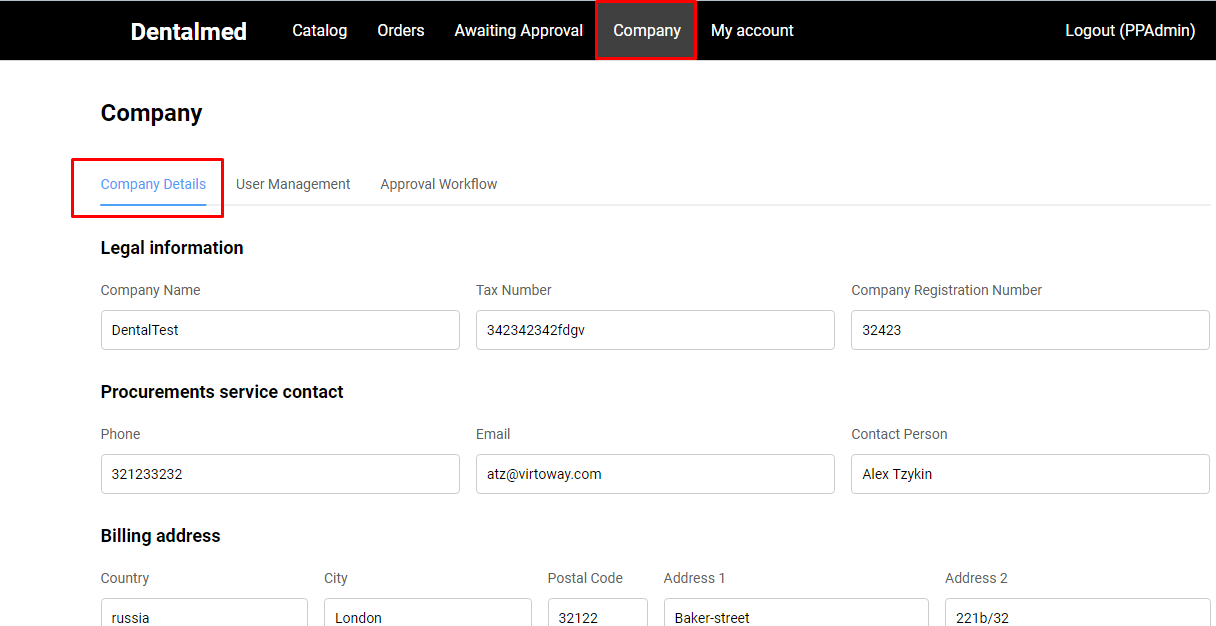 Dentalmed Catalog Orders Awaiting Approval Company My account Logout (PPAdmin)
Company
Company Details User Management Approval Workflow
Legal information
Company Name Tax Number Company Registration Number
DentalTest 342342342fdgv 32423
Procurements service contact
Phone Email Contact Person
321233232 atz@virtoway.com Alex Tzykin
Billing address
Country City Postal Code Address 1 Address 2
russia London 32122 Baker-street 221b/32